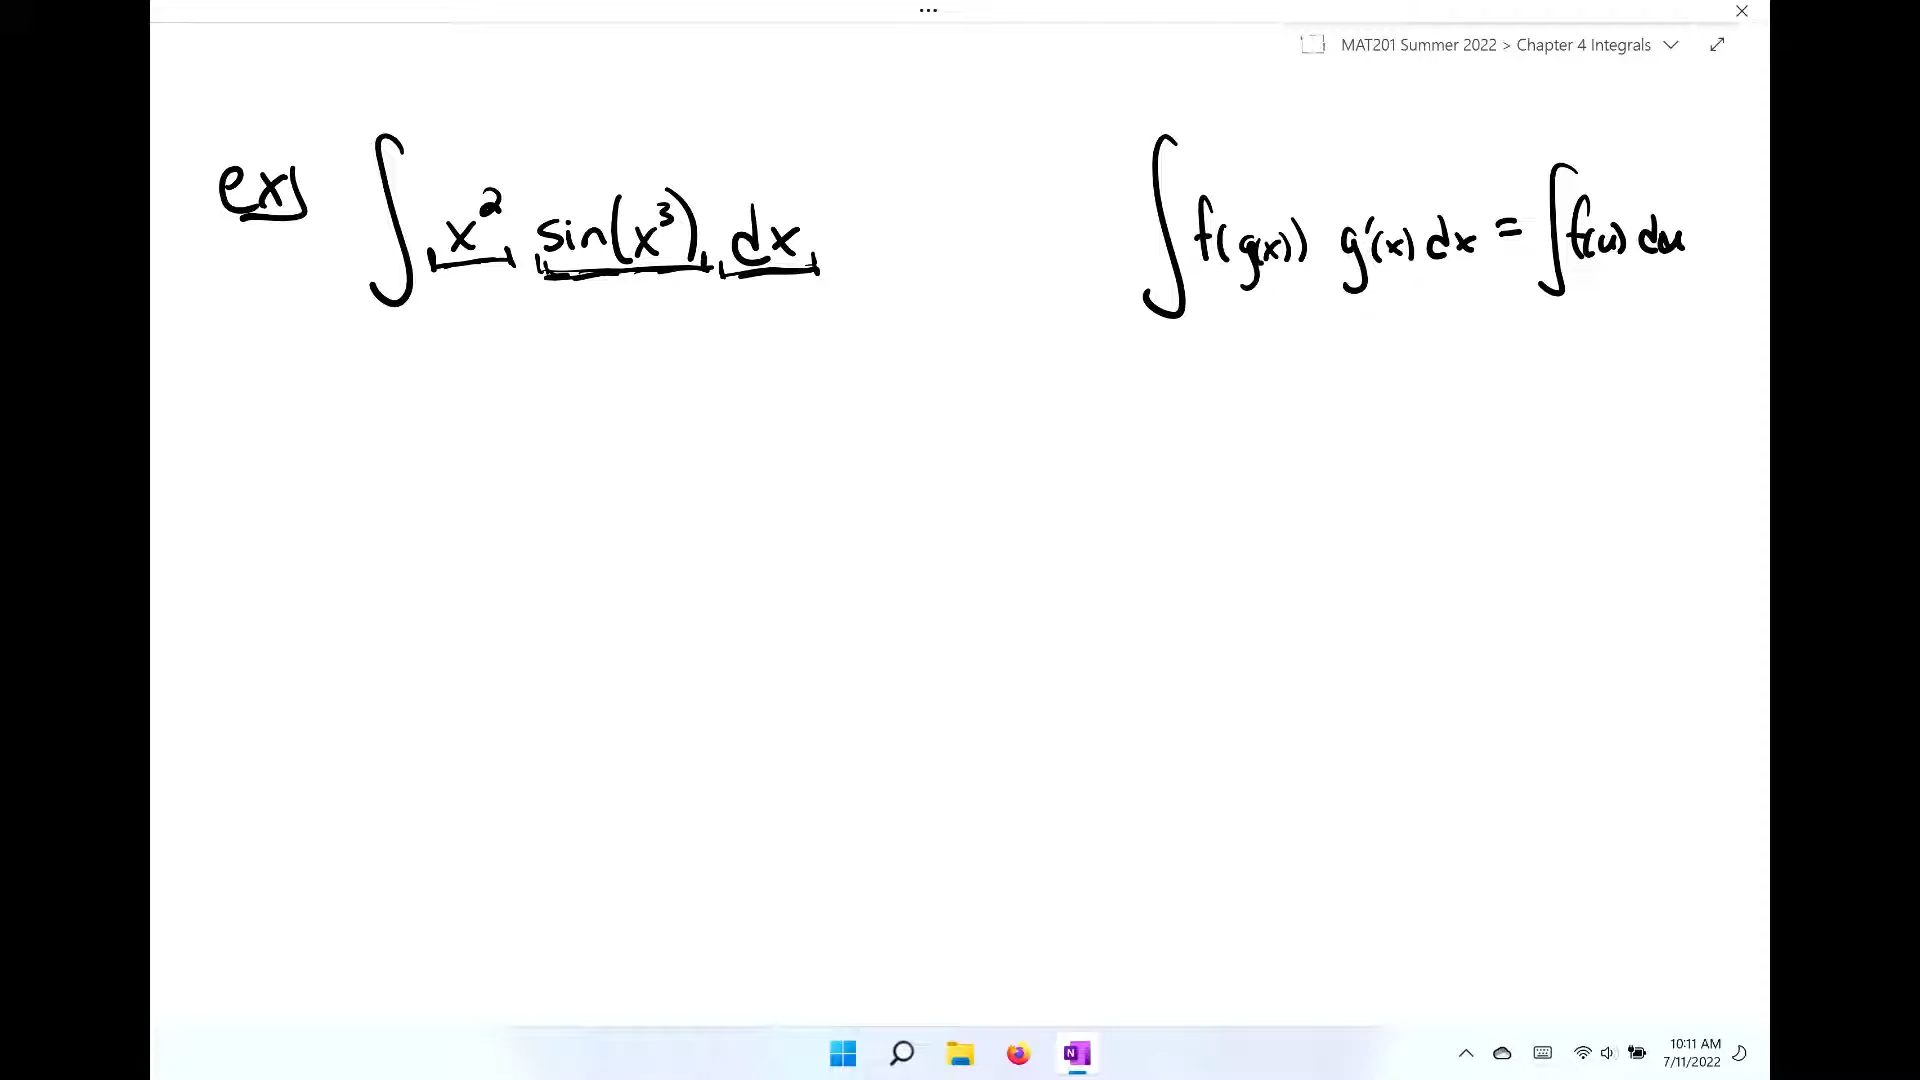 MAT201 Summer 2022 > Chapter 4 Integrals
ex) ∫ x² sin(x³) dx
∫ f(g(x)) g'(x) dx = ∫ f(u) du
10:11 AM
7/11/2022